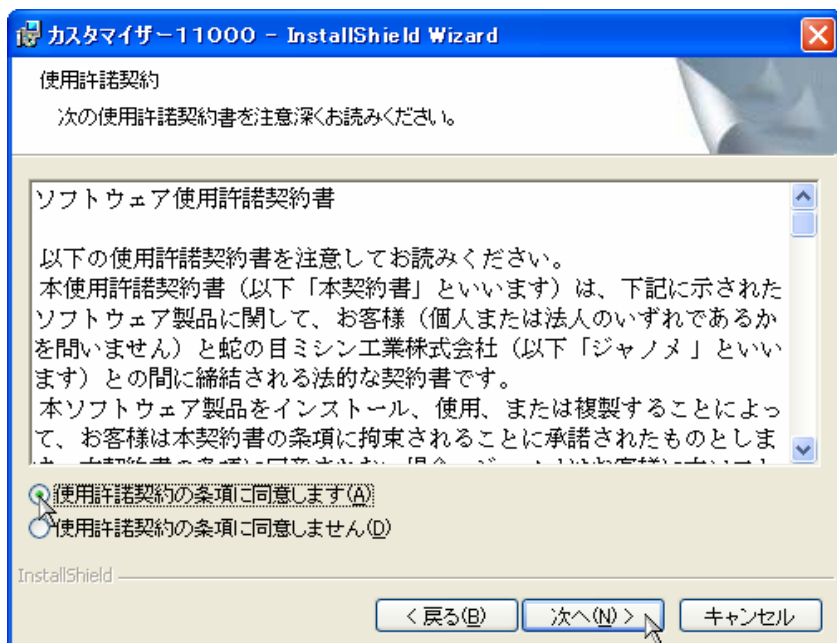 カスタマイザー11000 - InstallShield Wizard
使用許諾契約
次の使用許諾契約書を注意深くお読みください。
ソフトウェア使用許諾契約書
以下の使用許諾契約書を注意してお読みください。
本使用許諾契約書（以下「本契約書」といいます）は、下記に示された
ソフトウェア製品に関して、お客様（個人または法人のいずれであるか
を問いません）と蛇の目ミシン工業株式会社（以下「ジャノメ」といい
ます）との間に締結される法的な契約書です。
本ソフトウェア製品をインストール、使用、または複製することによっ
て、お客様は本契約書の条項に拘束されることに承諾されたものとしま
使用許諾契約の条項に同意します(A)
使用許諾契約の条項に同意しません(D)
InstallShield
< 戻る(B)
次へ(N) >
キャンセル